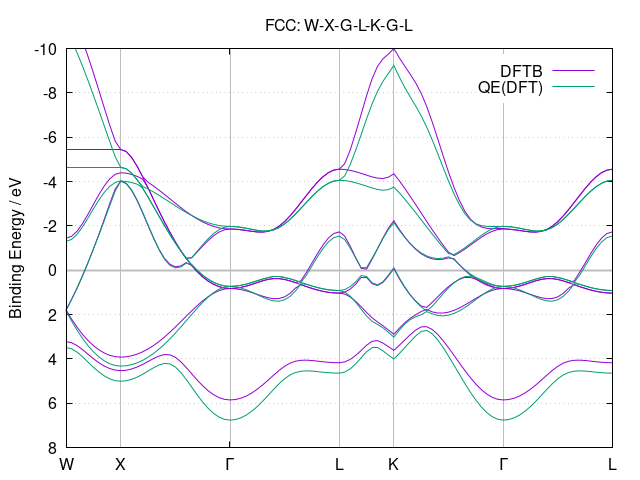 FCC: W-X-G-L-K-G-L
DFTB
QE(DFT)
Binding Energy / eV
-10
-8
-6
-4
-2
0
2
4
6
8
W X Γ L K Γ L